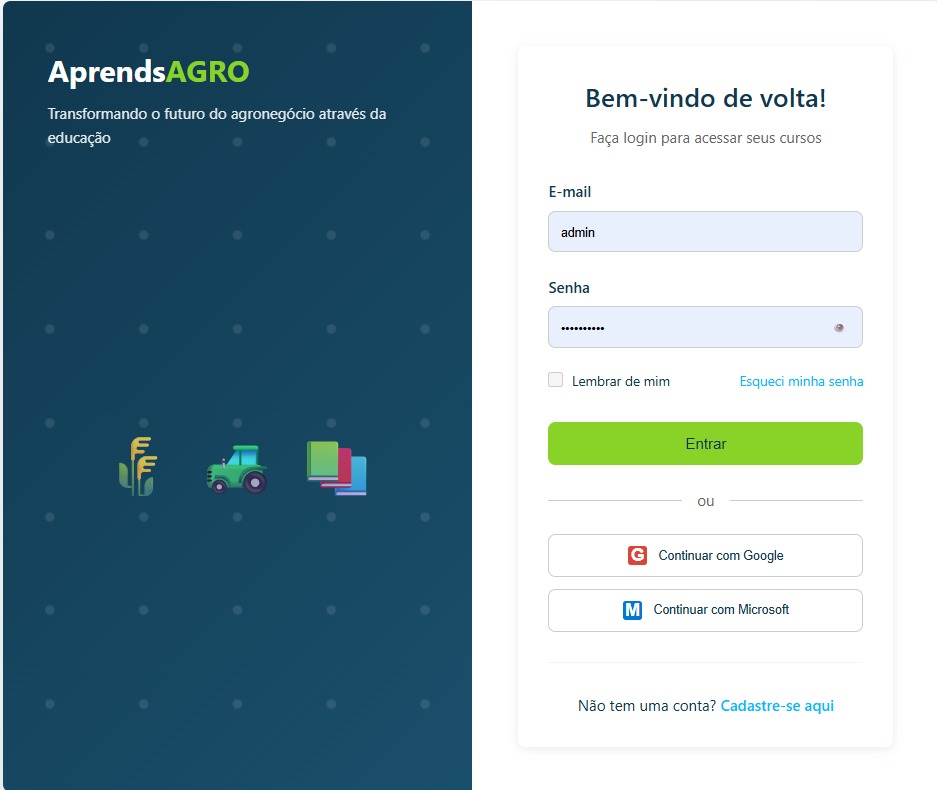 AprendsAGRO
Transformando o futuro do agronegócio através da
educação
Bem-vindo de volta!
Faça login para acessar seus cursos
E-mail
admin
Senha
••••••••••
Lembrar de mim
Esqueci minha senha
Entrar
ou
G Continuar com Google
M Continuar com Microsoft
Não tem uma conta? Cadastre-se aqui